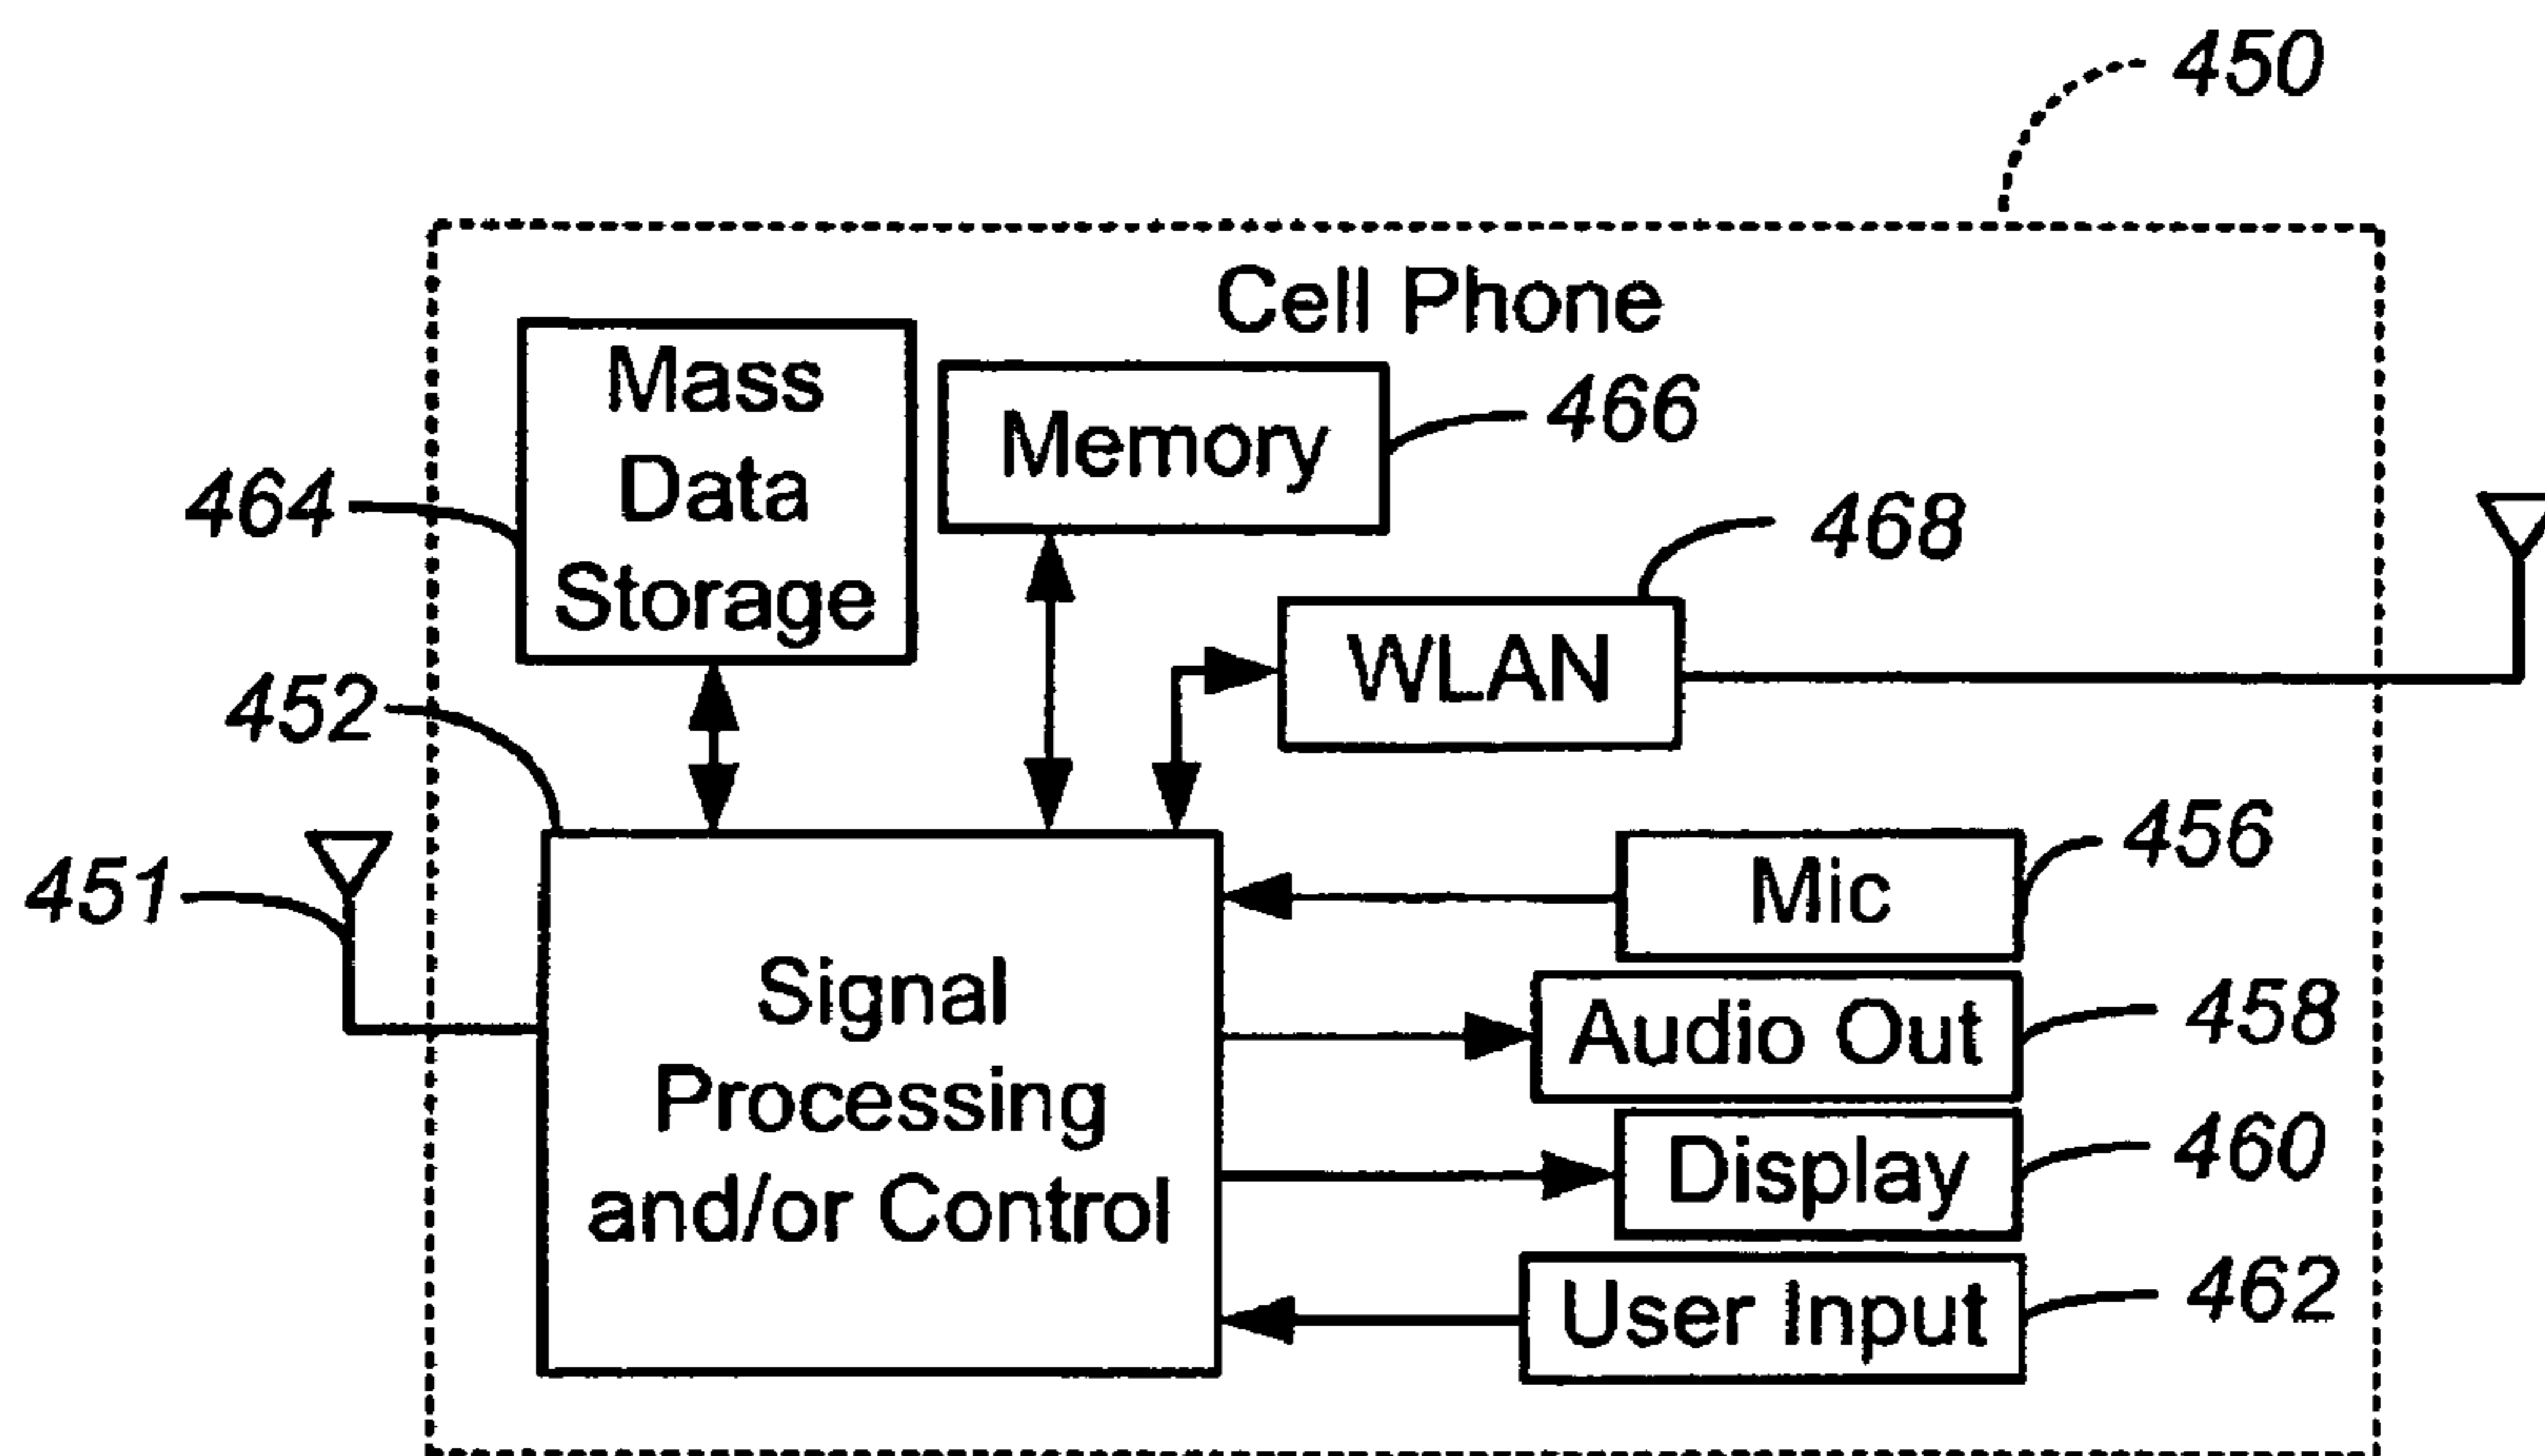 450
Cell Phone
Mass
Data
Storage
464
Memory
466
WLAN
468
452
451
Signal
Processing
and/or Control
Mic
456
Audio Out
458
Display
460
User Input
462